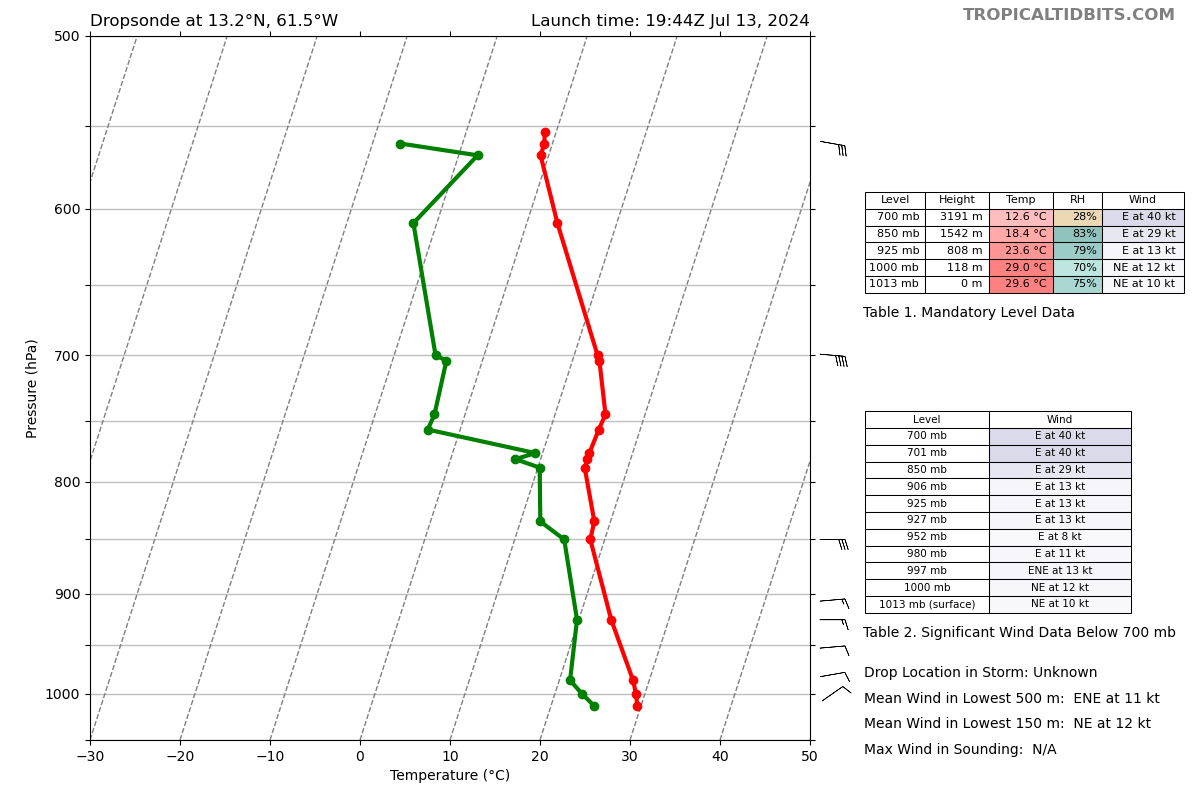 Dropsonde at 13.2°N, 61.5°W
Launch time: 19:44Z Jul 13, 2024
TROPICALTIDBITS.COM
Pressure (hPa)
500
600
700
800
900
1000
−30 −20 −10 0 10 20 30 40 50
Temperature (°C)
Level Height Temp RH Wind
700 mb 3191 m 12.6 °C 28% E at 40 kt
850 mb 1542 m 18.4 °C 83% E at 29 kt
925 mb 808 m 23.6 °C 79% E at 13 kt
1000 mb 118 m 29.0 °C 70% NE at 12 kt
1013 mb 0 m 29.6 °C 75% NE at 10 kt
Table 1. Mandatory Level Data
Level Wind
700 mb E at 40 kt
701 mb E at 40 kt
850 mb E at 29 kt
906 mb E at 13 kt
925 mb E at 13 kt
927 mb E at 13 kt
952 mb E at 8 kt
980 mb E at 11 kt
997 mb ENE at 13 kt
1000 mb NE at 12 kt
1013 mb (surface) NE at 10 kt
Table 2. Significant Wind Data Below 700 mb
Drop Location in Storm: Unknown
Mean Wind in Lowest 500 m: ENE at 11 kt
Mean Wind in Lowest 150 m: NE at 12 kt
Max Wind in Sounding: N/A